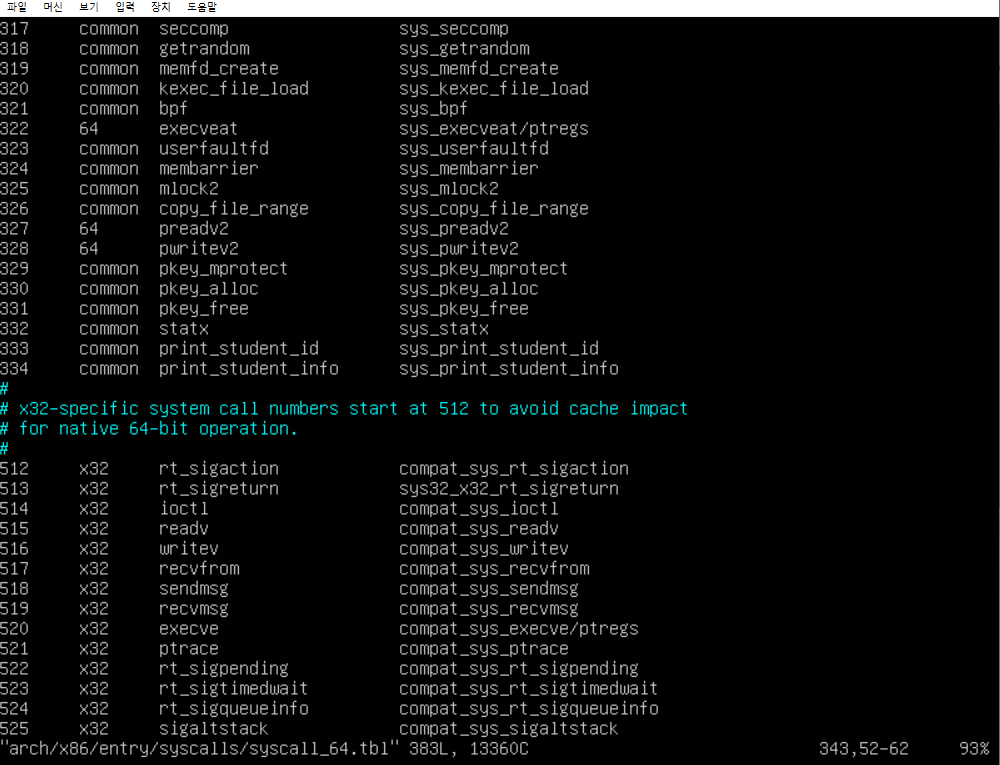 파일 머신 보기 입력 장치 도움말
317 common seccomp sys_seccomp
318 common getrandom sys_getrandom
319 common memfd_create sys_memfd_create
320 common kexec_file_load sys_kexec_file_load
321 common bpf sys_bpf
322 64 execveat sys_execveat/ptregs
323 common userfaultfd sys_userfaultfd
324 common membarrier sys_membarrier
325 common mlock2 sys_mlock2
326 common copy_file_range sys_copy_file_range
327 64 preadv2 sys_preadv2
328 64 pwritev2 sys_pwritev2
329 common pkey_mprotect sys_pkey_mprotect
330 common pkey_alloc sys_pkey_alloc
331 common pkey_free sys_pkey_free
332 common statx sys_statx
333 common print_student_id sys_print_student_id
334 common print_student_info sys_print_student_info
#
# x32-specific system call numbers start at 512 to avoid cache impact
# for native 64-bit operation.
#
512 x32 rt_sigaction compat_sys_rt_sigaction
513 x32 rt_sigreturn sys32_x32_rt_sigreturn
514 x32 ioctl compat_sys_ioctl
515 x32 readv compat_sys_readv
516 x32 writev compat_sys_writev
517 x32 recvfrom compat_sys_recvfrom
518 x32 sendmsg compat_sys_sendmsg
519 x32 recvmsg compat_sys_recvmsg
520 x32 execve compat_sys_execve/ptregs
521 x32 ptrace compat_sys_ptrace
522 x32 rt_sigpending compat_sys_rt_sigpending
523 x32 rt_sigtimedwait compat_sys_rt_sigtimedwait
524 x32 rt_sigqueueinfo compat_sys_rt_sigqueueinfo
525 x32 sigaltstack compat_sys_sigaltstack
"arch/x86/entry/syscalls/syscall_64.tbl" 383L, 13360C 343,52-62 93%